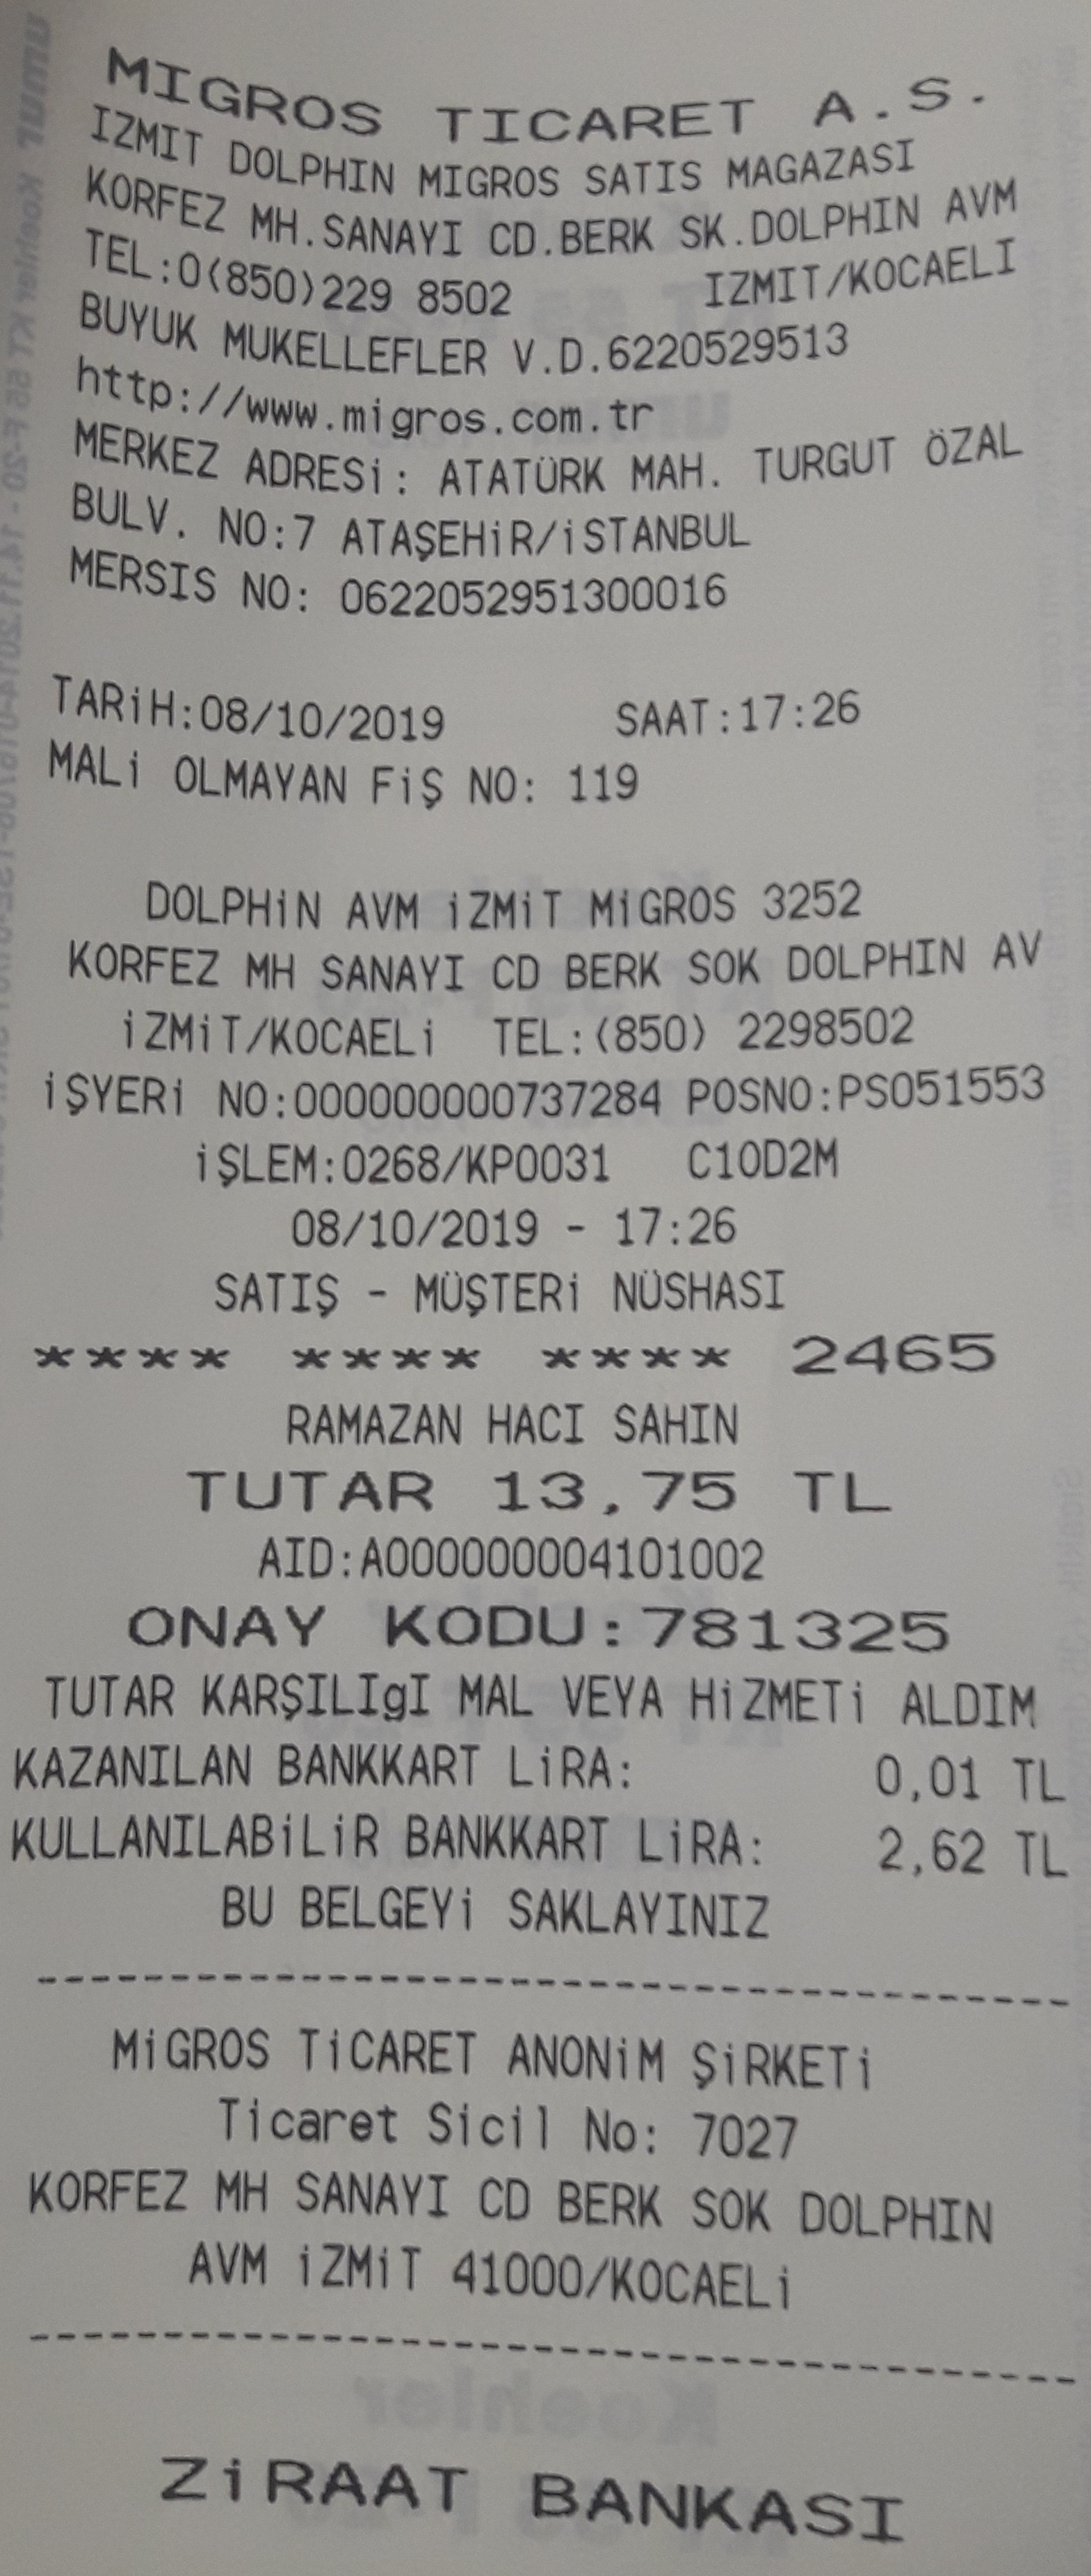 MIGROS TICARET A.S.
IZMIT DOLPHIN MIGROS SATIS MAGAZASI
KORFEZ MH.SANAYI CD.BERK SK.DOLPHIN AVM
TEL:0(850)229 8502 IZMIT/KOCAELI
BUYUK MUKELLEFLER V.D.6220529513
http://www.migros.com.tr
MERKEZ ADRESi: ATATÜRK MAH. TURGUT ÖZAL
BULV. NO:7 ATAŞEHiR/iSTANBUL
MERSIS NO: 0622052951300016
TARiH:08/10/2019 SAAT:17:26
MALi OLMAYAN FiŞ NO: 119
DOLPHiN AVM iZMiT MiGROS 3252
KORFEZ MH SANAYI CD BERK SOK DOLPHIN AV
iZMiT/KOCAELi TEL:(850) 2298502
iŞYERi NO:000000000737284 POSNO:PS051553
iŞLEM:0268/KP0031 C10D2M
08/10/2019 - 17:26
SATIŞ - MÜŞTERi NÜSHASI
**** **** **** 2465
RAMAZAN HACI SAHIN
TUTAR 13,75 TL
AID:A000000004101002
ONAY KODU:781325
TUTAR KARŞILIgI MAL VEYA HiZMETi ALDIM
KAZANILAN BANKKART LiRA: 0,01 TL
KULLANILABiLiR BANKKART LiRA: 2,62 TL
BU BELGEYi SAKLAYINIZ
MiGROS TiCARET ANONiM ŞiRKETi
Ticaret Sicil No: 7027
KORFEZ MH SANAYI CD BERK SOK DOLPHIN
AVM iZMiT 41000/KOCAELi
ZiRAAT BANKASI